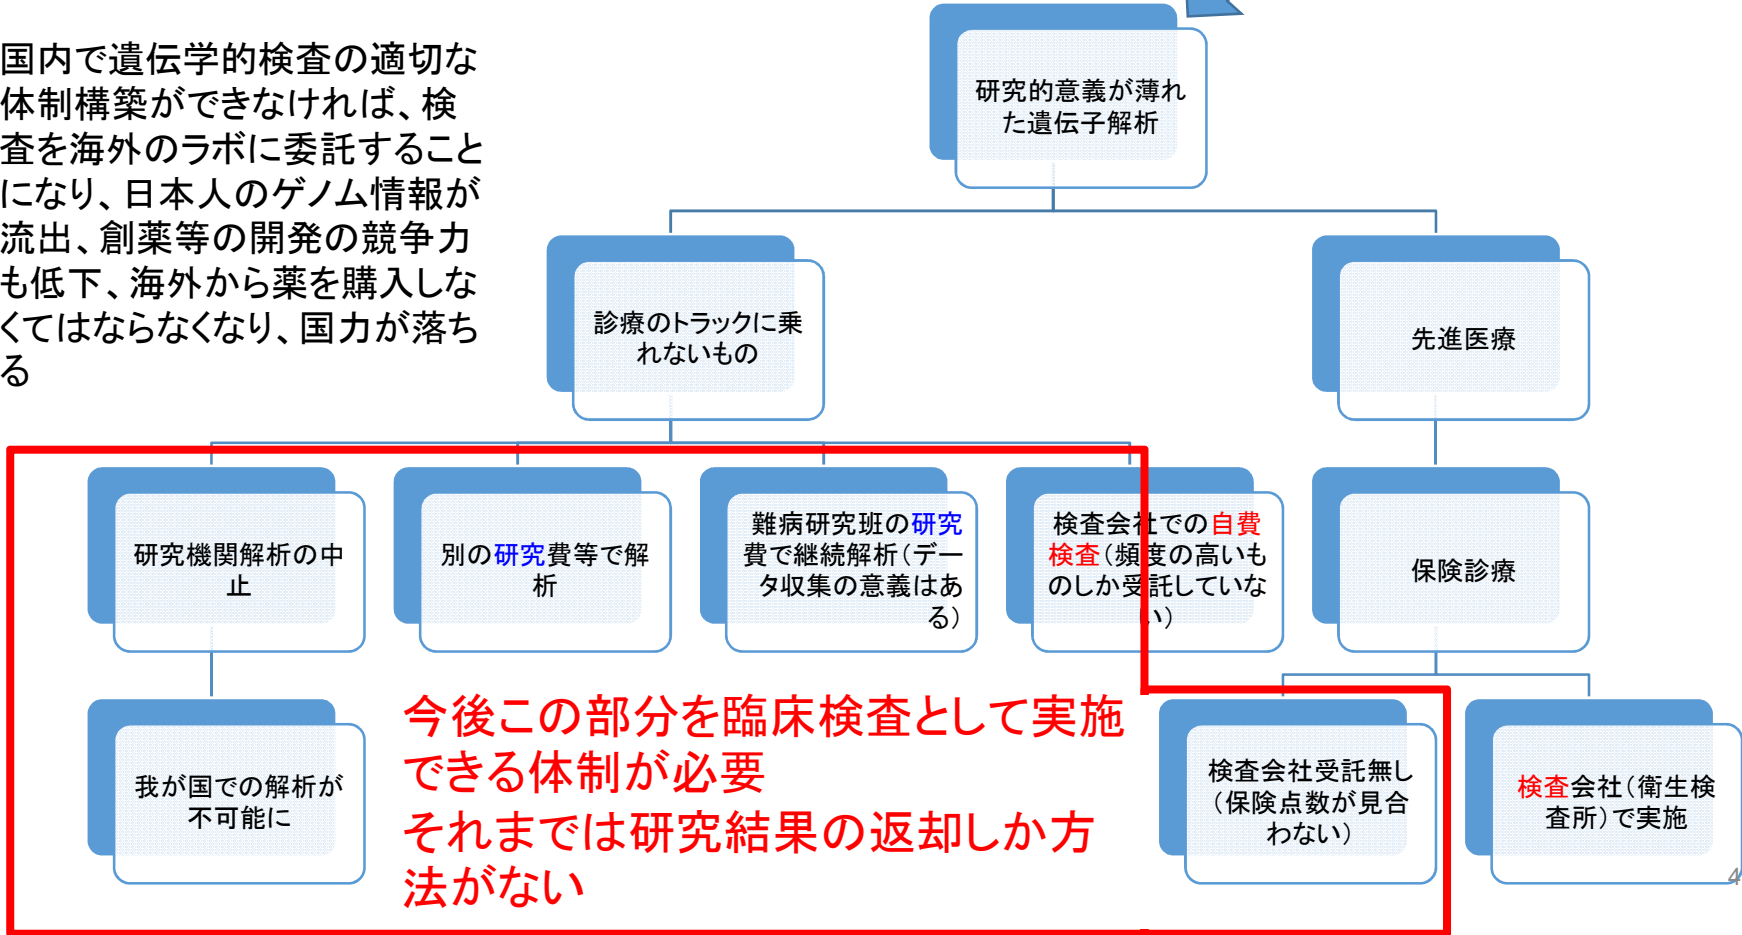 国内で遺伝学的検査の適切な
体制構築ができなければ、検
査を海外のラボに委託すること
になり、日本人のゲノム情報が
流出、創薬等の開発の競争力
も低下、海外から薬を購入しな
くてはならなくなり、国力が落ち
る
研究的意義が薄れ
た遺伝子解析
診療のトラックに乗
れないもの
先進医療
研究機関解析の中
止
別の研究費等で解
析
難病研究班の研究
費で継続解析(デー
タ収集の意義はあ
る)
検査会社での自費
検査(頻度の高いも
のしか受託していな
い)
保険診療
我が国での解析が
不可能に
今後この部分を臨床検査として実施
できる体制が必要
それまでは研究結果の返却しか方
法がない
検査会社受託無し
(保険点数が見合
わない)
検査会社(衛生検
査所)で実施
4